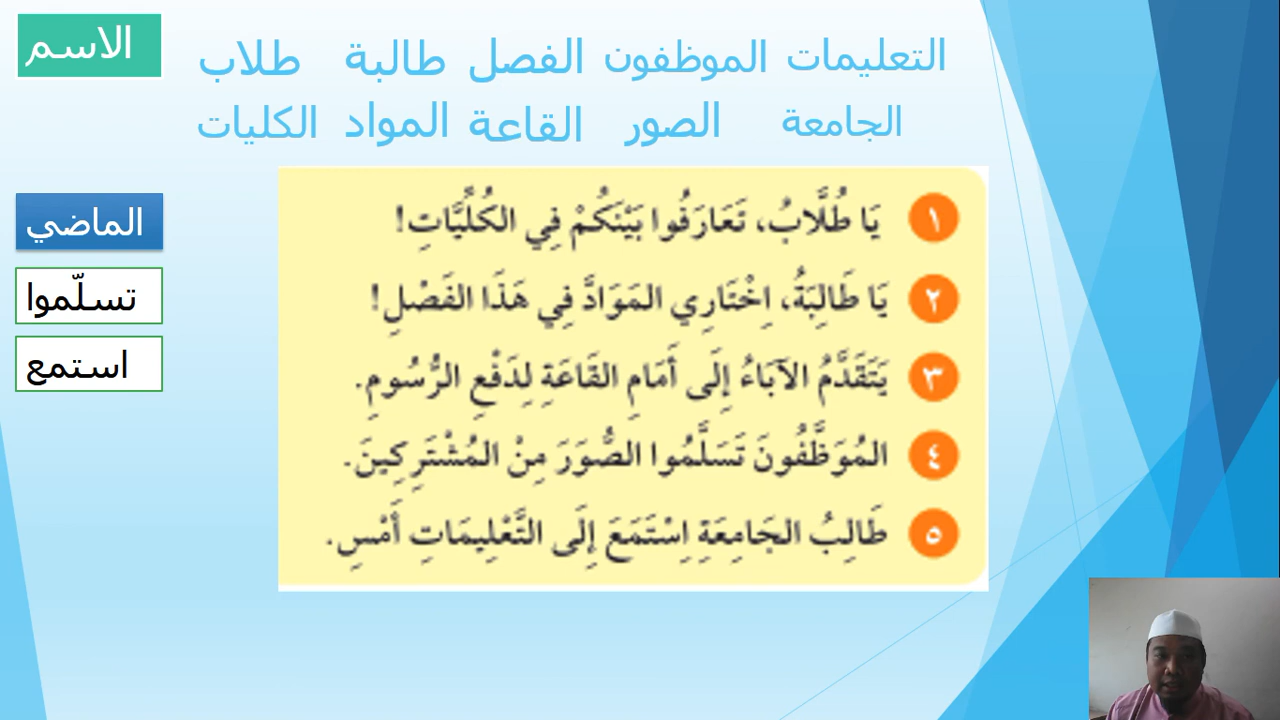 الاسم
التعليمات الموظفون الفصل طالبة طلاب
الجامعة الصور القاعة المواد الكليات
الماضي
تسلّموا
استمع
١ يَا طُلَّابُ، تَعَارَفُوا بَيْنَكُمْ فِي الكُلِّيَّاتِ!
٢ يَا طَالِبَةُ، اِخْتَارِي المَوَادَّ فِي هَذَا الفَصْلِ!
٣ يَتَقَدَّمُ الآبَاءُ إِلَى أَمَامِ القَاعَةِ لِدَفْعِ الرُّسُومِ.
٤ المُوَظَّفُونَ تَسَلَّمُوا الصُّوَرَ مِنْ المُشْتَرِكِينَ.
٥ طَالِبُ الجَامِعَةِ اِسْتَمَعَ إِلَى التَّعْلِيمَاتِ أَمْسِ.